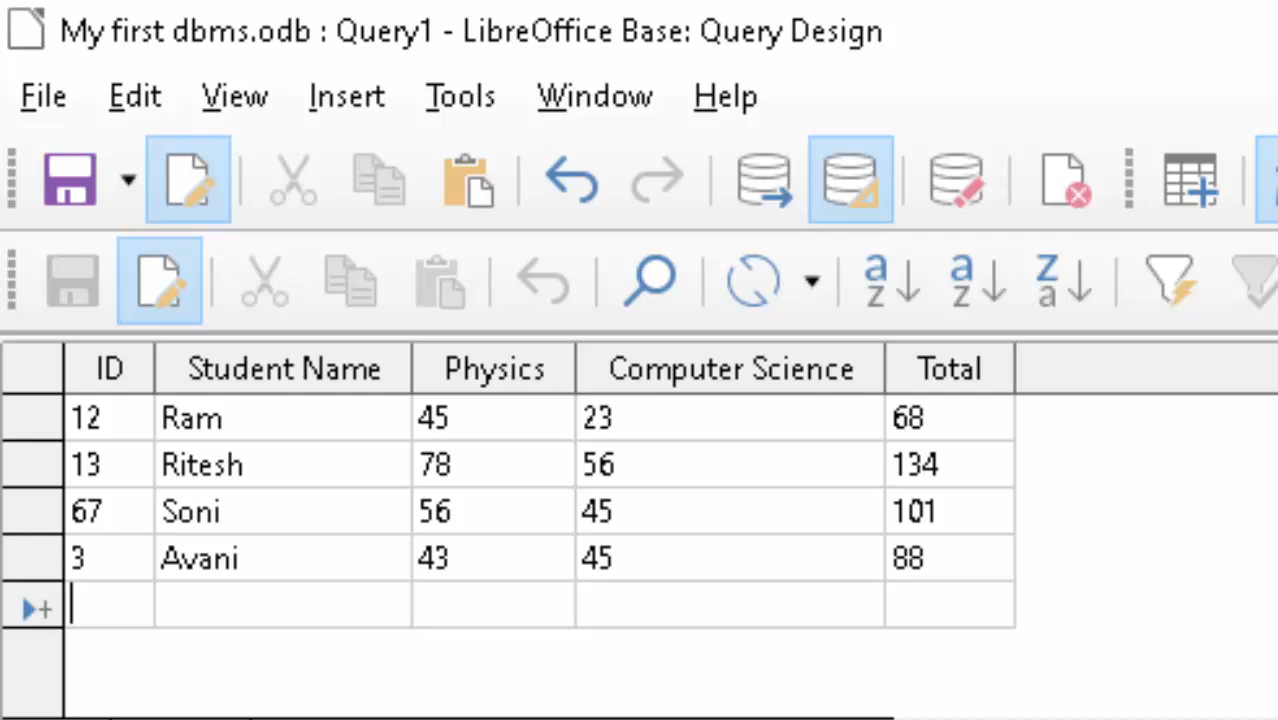 My first dbms.odb : Query1 - LibreOffice Base: Query Design
File Edit View Insert Tools Window Help
ID Student Name Physics Computer Science Total
12 Ram 45 23 68
13 Ritesh 78 56 134
67 Soni 56 45 101
3 Avani 43 45 88